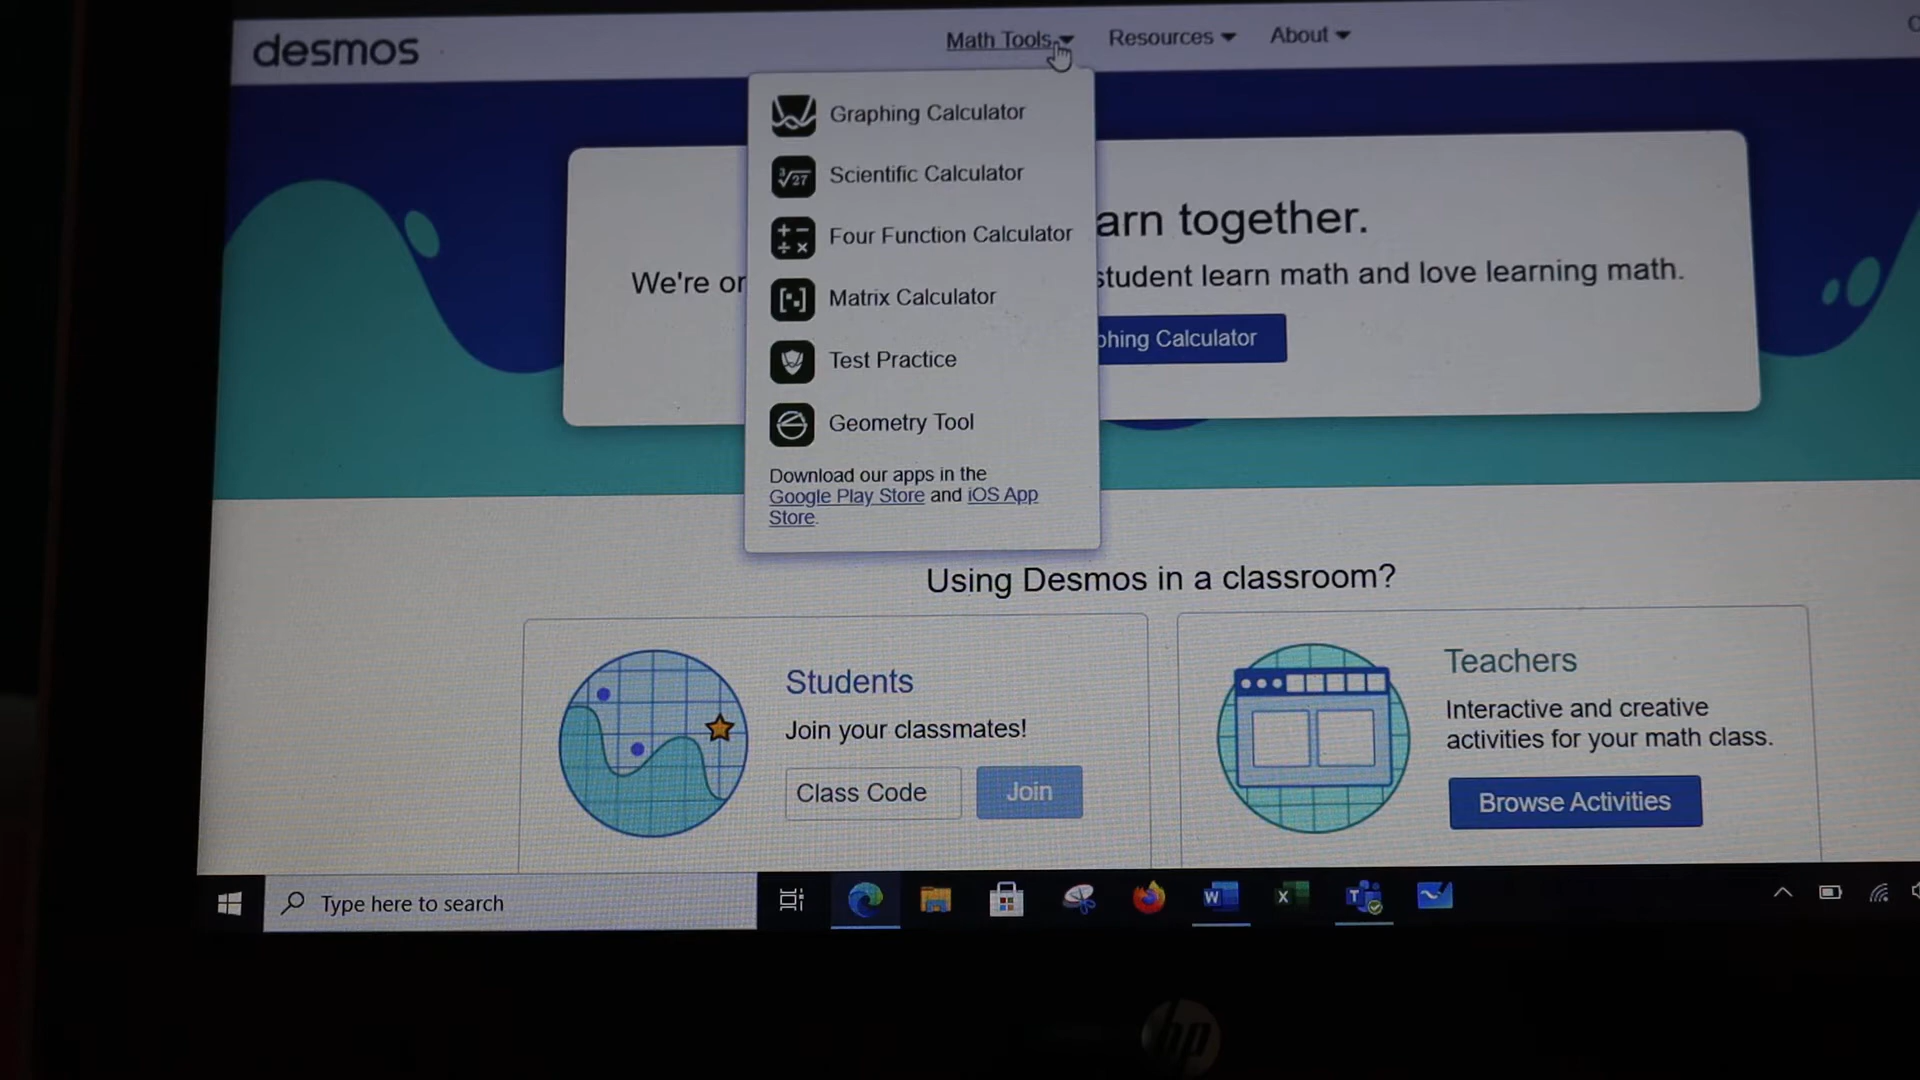 desmos
Math Tools
Resources
About
Graphing Calculator
Scientific Calculator
Four Function Calculator
Matrix Calculator
Test Practice
Geometry Tool
Download our apps in the
Google Play Store and iOS App
Store.
arn together.
We're or
student learn math and love learning math.
phing Calculator
Using Desmos in a classroom?
Students
Join your classmates!
Class Code
Join
Teachers
Interactive and creative
activities for your math class.
Browse Activities
Type here to search
hp